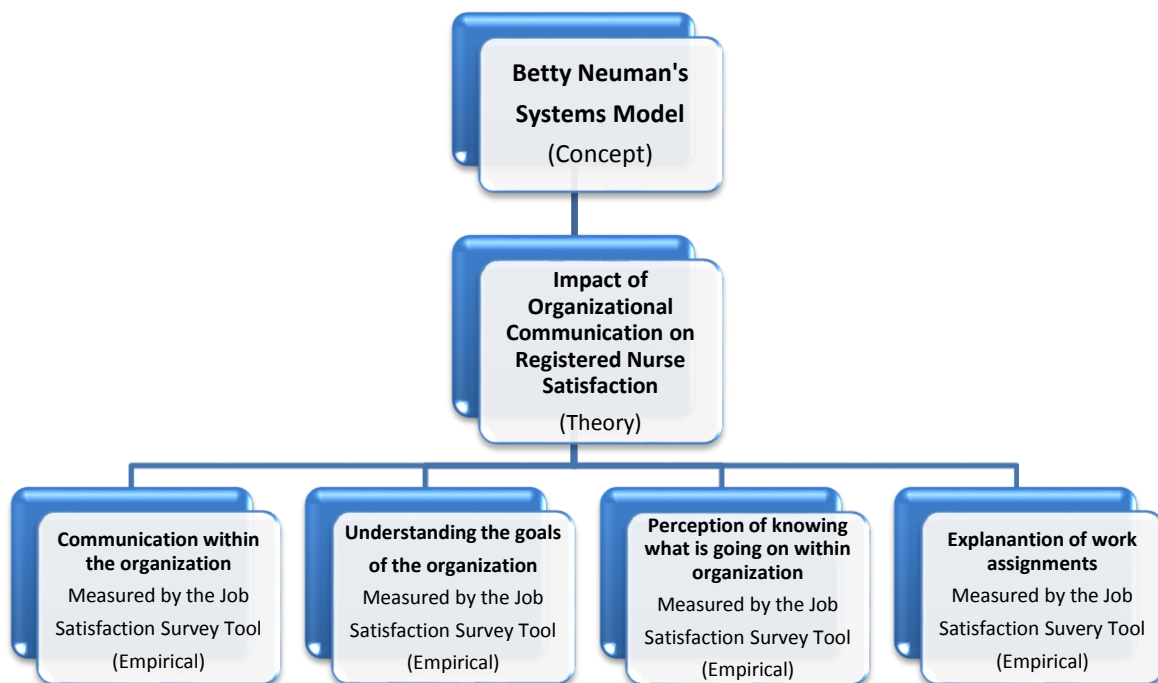 Betty Neuman's
Systems Model
(Concept)
Impact of
Organizational
Communication on
Registered Nurse
Satisfaction
(Theory)
Communication within
the organization
Measured by the Job
Satisfaction Survey Tool
(Empirical)
Understanding the goals
of the organization
Measured by the Job
Satisfaction Survey Tool
(Empirical)
Perception of knowing
what is going on within
organization
Measured by the Job
Satisfaction Survey Tool
(Empirical)
Explanantion of work
assignments
Measured by the Job
Satisfaction Suvery Tool
(Empirical)